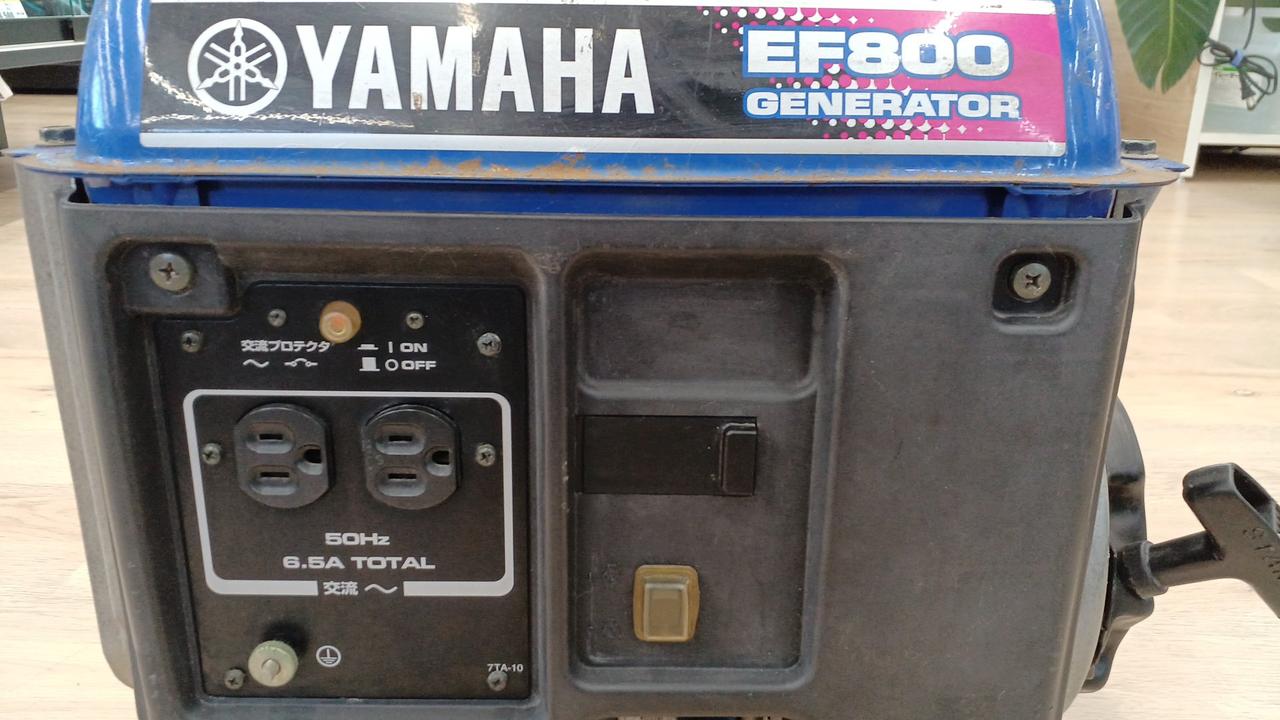 YAMAHA
EF800
GENERATOR
交流プロテクタ
I ON
O OFF
50Hz
6.5A TOTAL
交流 ～
7TA-10